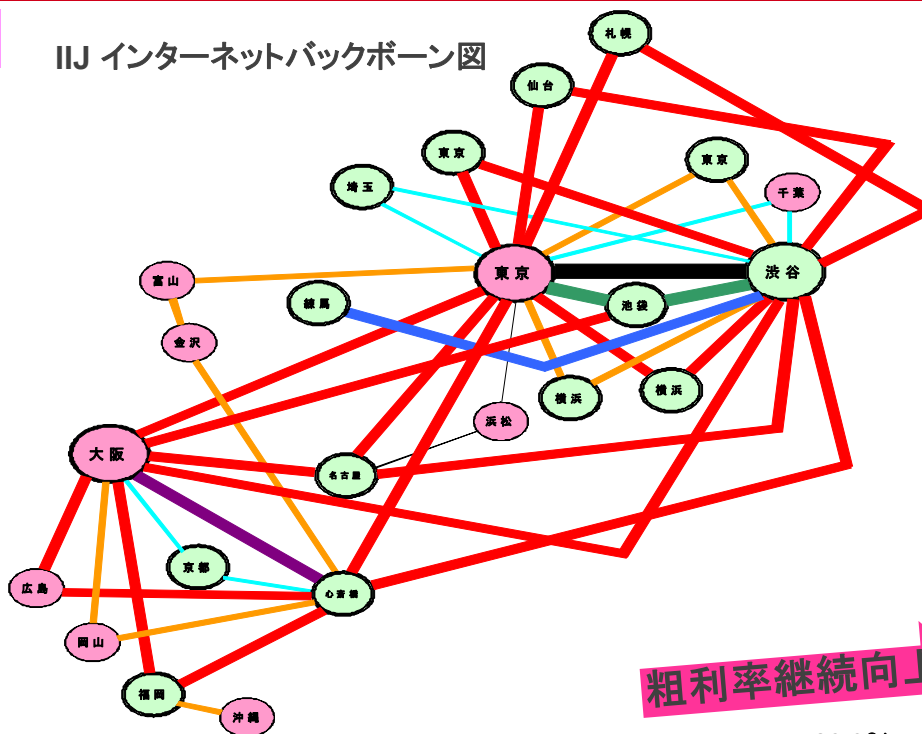 IIJ インターネットバックボーン図
札幌
仙台
東京
東京
埼玉
千葉
東京
渋谷
富山
練馬
池袋
金沢
横浜
横浜
浜松
大阪
名古屋
京都
広島
心斎橋
岡山
福岡
沖縄
粗利率継続向上